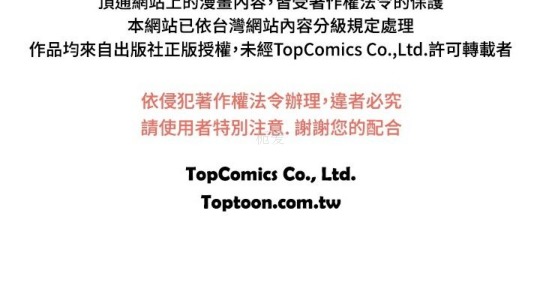 頂通網站上的漫畫內容,皆受著作權法令的保護
本網站已依台灣網站內容分級規定處理
作品均來自出版社正版授權,未經TopComics Co.,Ltd.許可轉載者
依侵犯著作權法令辦理,違者必究
請使用者特別注意. 謝謝您的配合
TopComics Co., Ltd.
Toptoon.com.tw